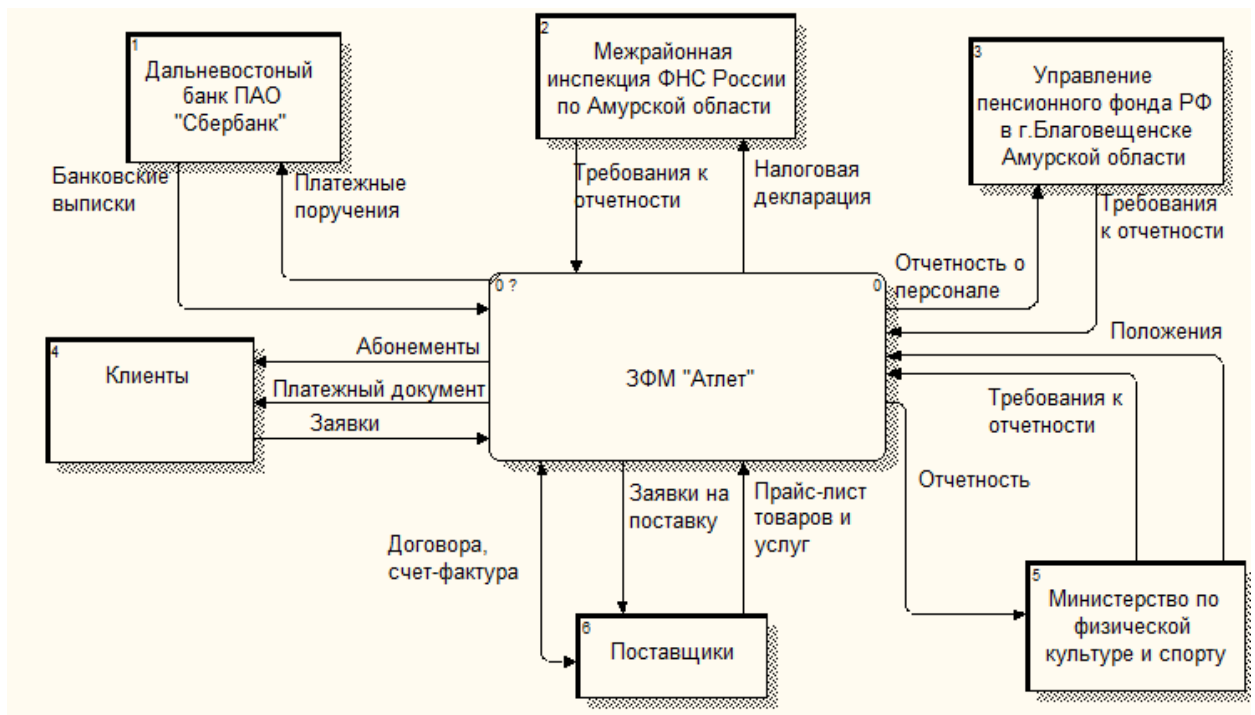 1
Дальневостоный
банк ПАО
"Сбербанк"
2
Межрайонная
инспекция ФНС России
по Амурской области
3
Управление
пенсионного фонда РФ
в г.Благовещенске
Амурской области
Банковские
выписки
Платежные
поручения
Требования к
отчетности
Налоговая
декларация
Требования
к отчетности
Отчетность о
персонале
0 ?
0
ЗФМ "Атлет"
Положения
4
Клиенты
Абонементы
Платежный документ
Заявки
Требования к
отчетности
Отчетность
Заявки на
поставку
Прайс-лист
товаров и
услуг
Договора,
счет-фактура
5
Министерство по
физической
культуре и спорту
6
Поставщики